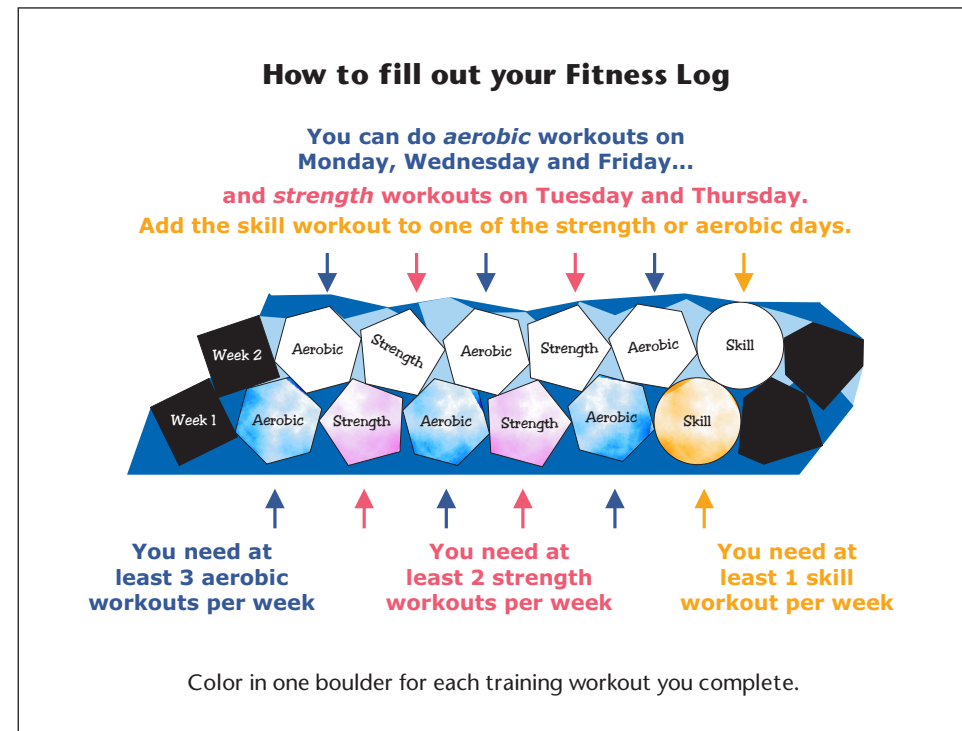 How to fill out your Fitness Log
You can do aerobic workouts on
Monday, Wednesday and Friday...
and strength workouts on Tuesday and Thursday.
Add the skill workout to one of the strength or aerobic days.
Week 2
Aerobic
Strength
Aerobic
Strength
Aerobic
Skill
Week 1
Aerobic
Strength
Aerobic
Strength
Aerobic
Skill
You need at
least 3 aerobic
workouts per week
You need at
least 2 strength
workouts per week
You need at
least 1 skill
workout per week
Color in one boulder for each training workout you complete.